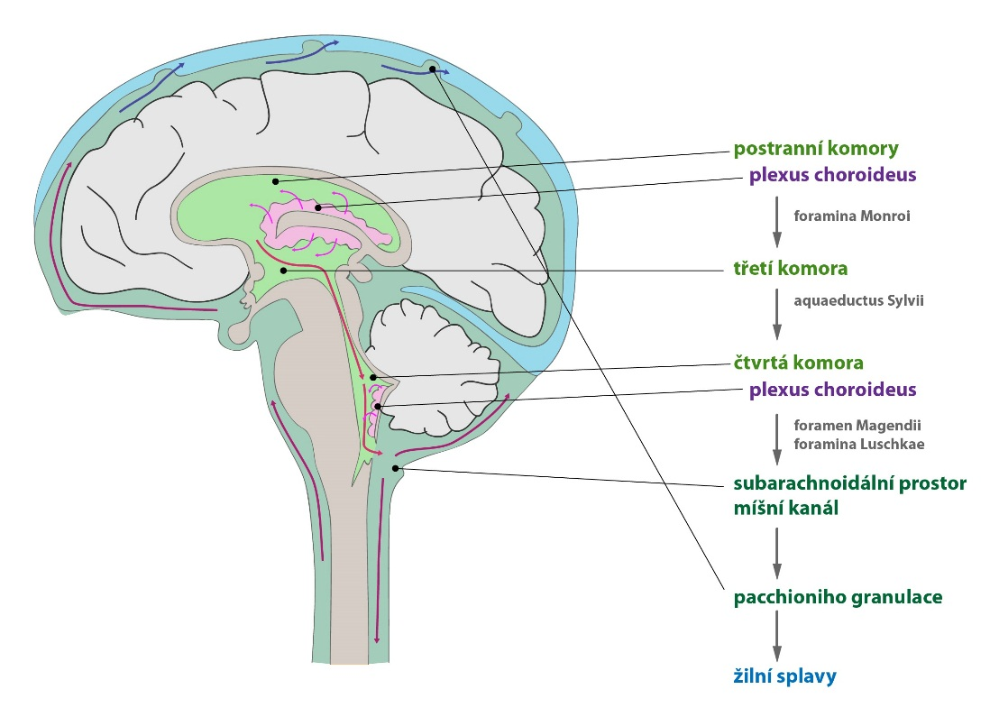 postranní komory
plexus choroideus
foramina Monroi
třetí komora
aquaeductus Sylvii
čtvrtá komora
plexus choroideus
foramen Magendii
foramina Luschkae
subarachnoidální prostor
míšní kanál
pacchioniho granulace
žilní splavy